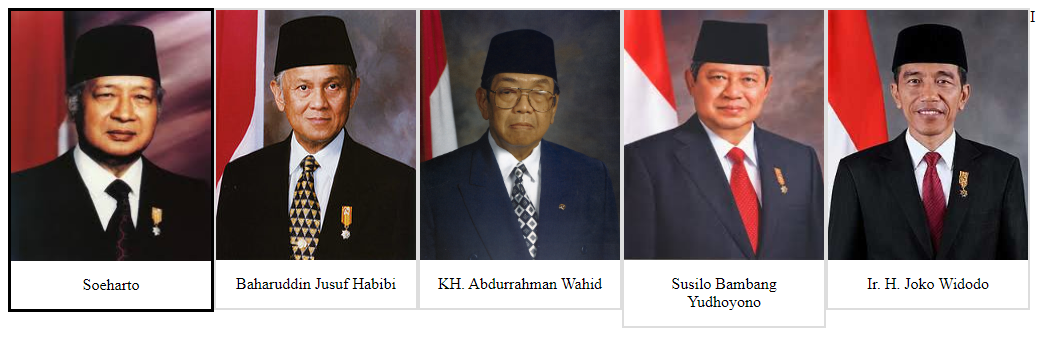 I
Soeharto
Baharuddin Jusuf Habibi
KH. Abdurrahman Wahid
Susilo Bambang
Yudhoyono
Ir. H. Joko Widodo